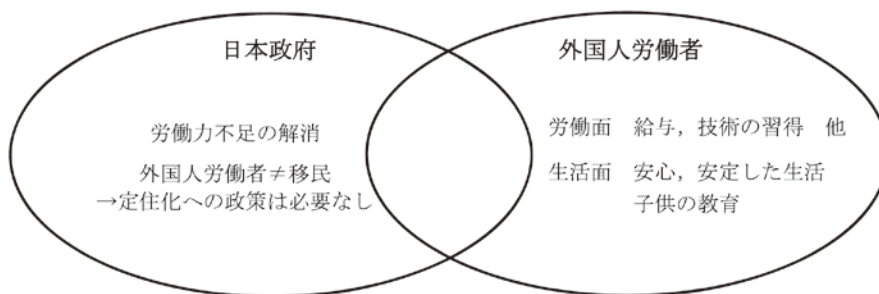 日本政府
労働力不足の解消
外国人労働者≠移民
→定住化への政策は必要なし
外国人労働者
労働面 給与，技術の習得 他
生活面 安心，安定した生活
子供の教育